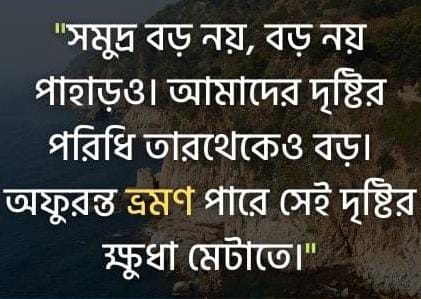 "সমুদ্র বড় নয়, বড় নয়
পাহাড়ও। আমাদের দৃষ্টির
পরিধি তারথেকেও বড়।
অফুরন্ত ভ্রমণ পারে সেই দৃষ্টির
ক্ষুধা মেটাতে।"